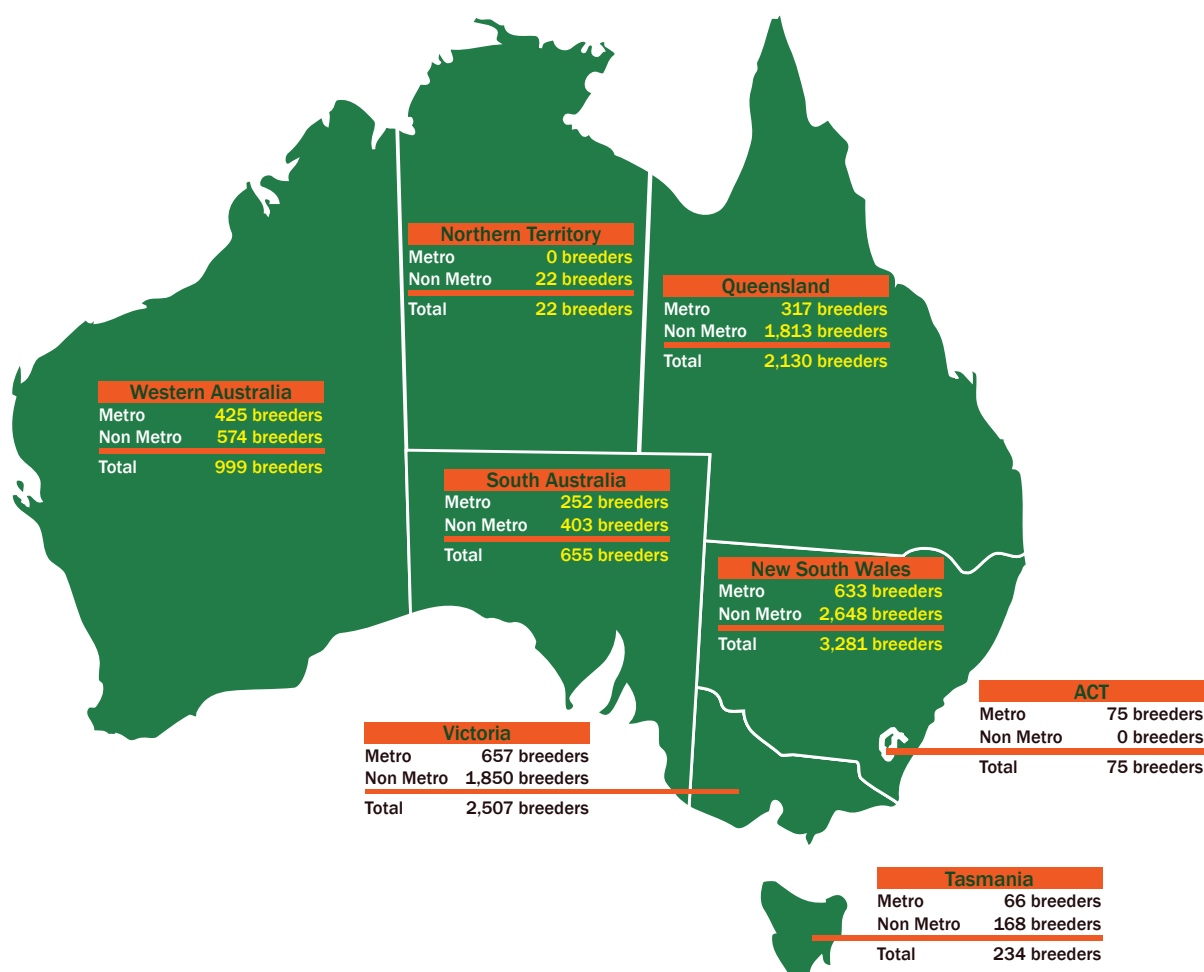 Northern Territory
Metro 0 breeders
Non Metro 22 breeders
Total 22 breeders
Queensland
Metro 317 breeders
Non Metro 1,813 breeders
Total 2,130 breeders
Western Australia
Metro 425 breeders
Non Metro 574 breeders
Total 999 breeders
South Australia
Metro 252 breeders
Non Metro 403 breeders
Total 655 breeders
New South Wales
Metro 633 breeders
Non Metro 2,648 breeders
Total 3,281 breeders
ACT
Metro 75 breeders
Non Metro 0 breeders
Total 75 breeders
Victoria
Metro 657 breeders
Non Metro 1,850 breeders
Total 2,507 breeders
Tasmania
Metro 66 breeders
Non Metro 168 breeders
Total 234 breeders